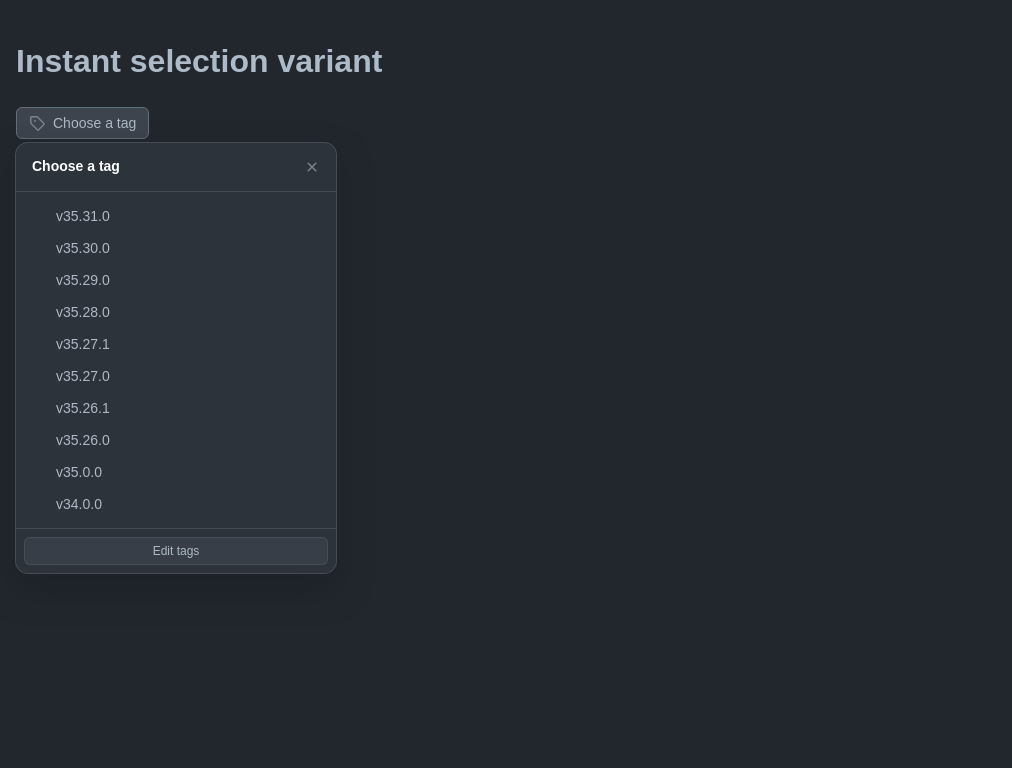 Instant selection variant
Choose a tag
Choose a tag
v35.31.0
v35.30.0
v35.29.0
v35.28.0
v35.27.1
v35.27.0
v35.26.1
v35.26.0
v35.0.0
v34.0.0
Edit tags